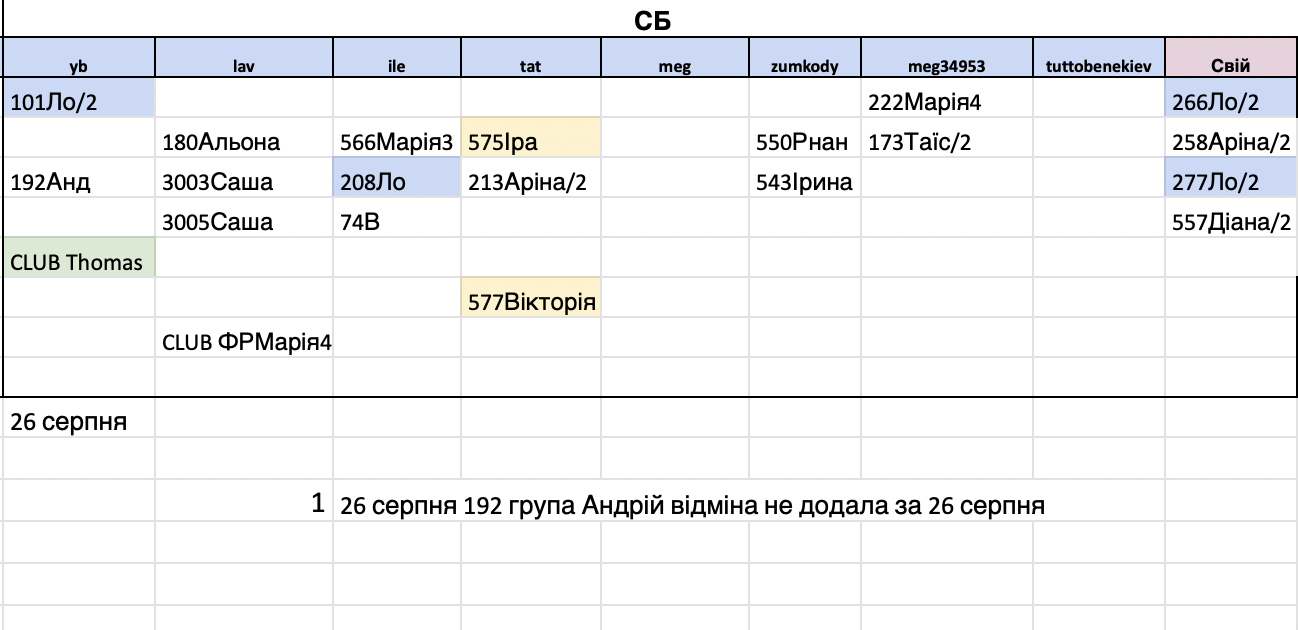 СБ
yb lav ile tat meg zumkody meg34953 tuttobenekiev Свій
101Ло/2 222Марія4 266Ло/2
180Альона 566Марія3 575Іра 550Рнан 173Таїс/2 258Аріна/2
192Анд 3003Саша 208Ло 213Аріна/2 543Ірина 277Ло/2
3005Саша 74В 557Діана/2
CLUB Thomas
577Вікторія
CLUB ФРМарія4
26 серпня
1 26 серпня 192 група Андрій відміна не додала за 26 серпня